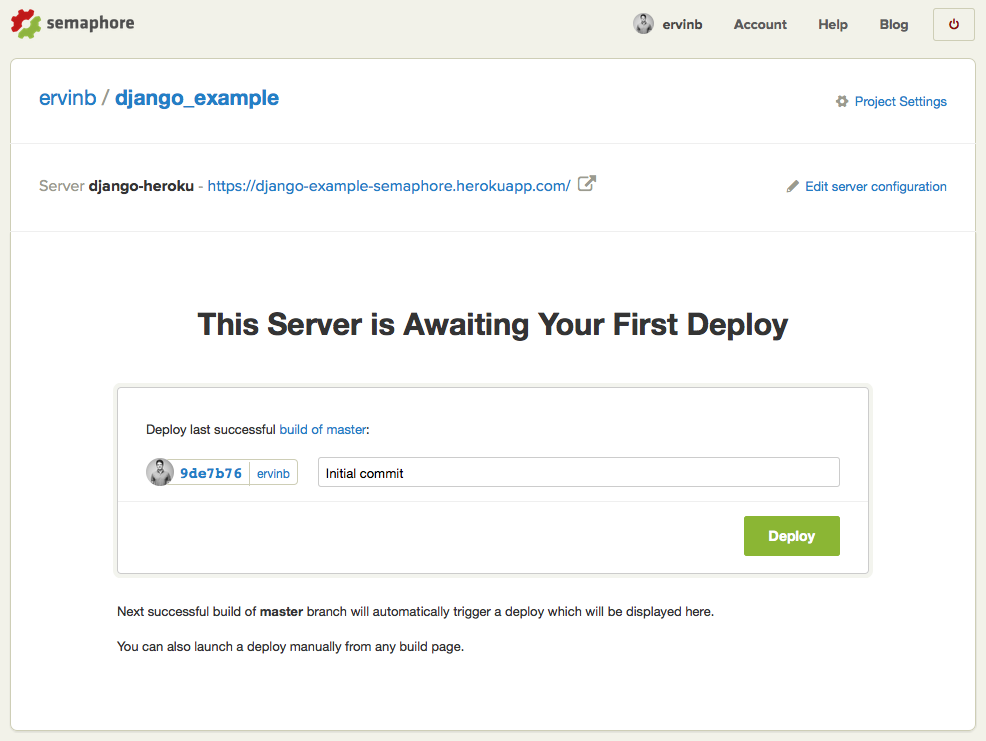 semaphore
ervinb Account Help Blog
ervinb / django_example
Project Settings
Server django-heroku - https://django-example-semaphore.herokuapp.com/
Edit server configuration
This Server is Awaiting Your First Deploy
Deploy last successful build of master:
9de7b76 ervinb Initial commit
Deploy
Next successful build of master branch will automatically trigger a deploy which will be displayed here.
You can also launch a deploy manually from any build page.